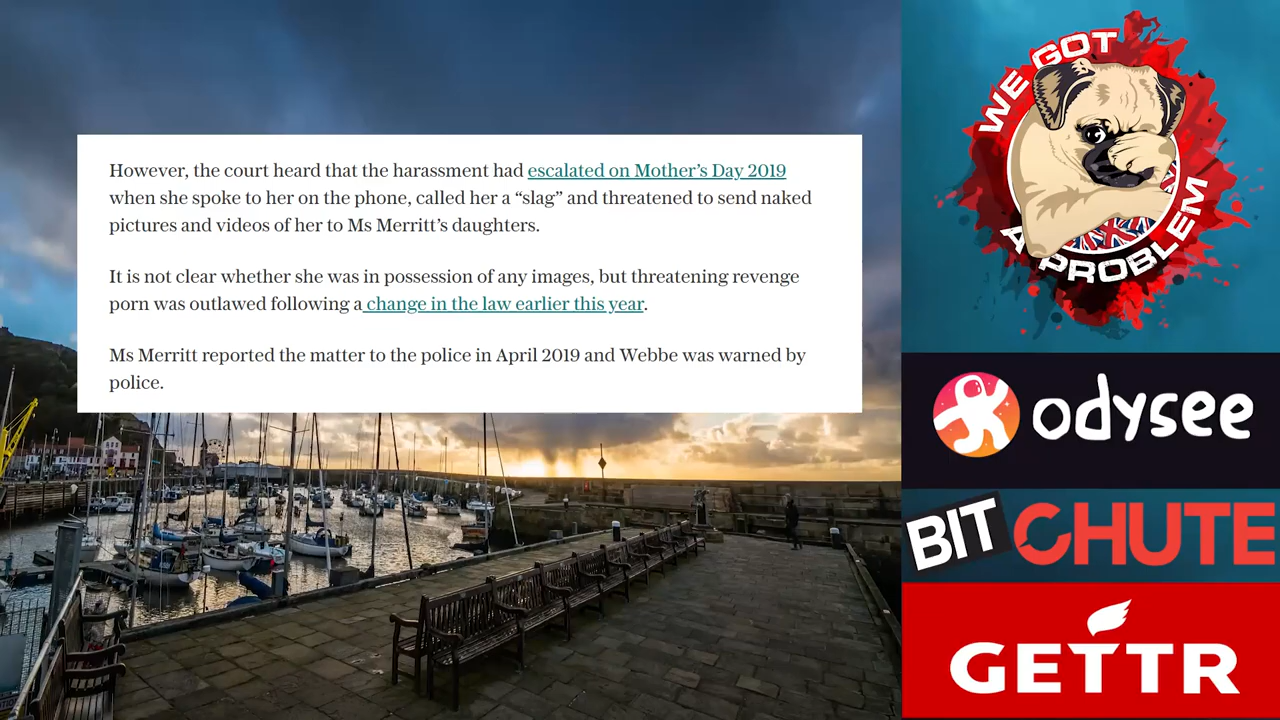 However, the court heard that the harassment had escalated on Mother’s Day 2019
when she spoke to her on the phone, called her a “slag” and threatened to send naked
pictures and videos of her to Ms Merritt’s daughters.
It is not clear whether she was in possession of any images, but threatening revenge
porn was outlawed following a change in the law earlier this year.
Ms Merritt reported the matter to the police in April 2019 and Webbe was warned by
police.
WE GOT
A PROBLEM
odysee
BITCHUTE
GETTR